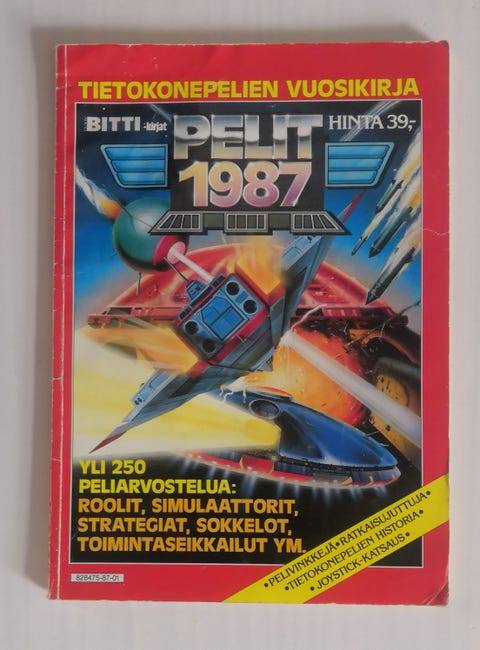 TIETOKONEPELIEN VUOSIKIRJA
BITTI-kirjat
PELIT
HINTA 39,-
1987
YLI 250
PELIARVOSTELUA:
ROOLIT, SIMULAATTORIT,
STRATEGIAT, SOKKELOT,
TOIMINTASEIKKAILUT YM.
•PELIVINKKEJÄ•RATKAISUJUTTUJA•
•TIETOKONEPELIEN HISTORIA•
•JOYSTICK-KATSAUS•
828475-87-01